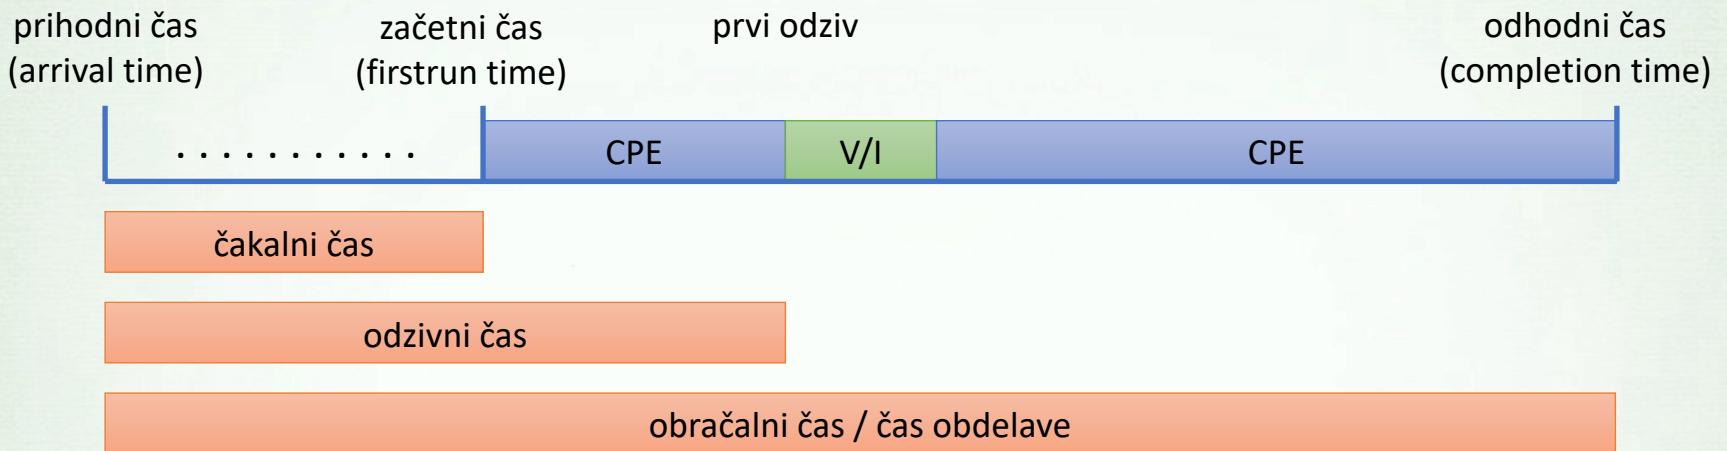 prihodni čas
(arrival time)
začetni čas
(firstrun time)
prvi odziv
odhodni čas
(completion time)
. . . . . . . . . . .
CPE
V/I
CPE
čakalni čas
odzivni čas
obračalni čas / čas obdelave